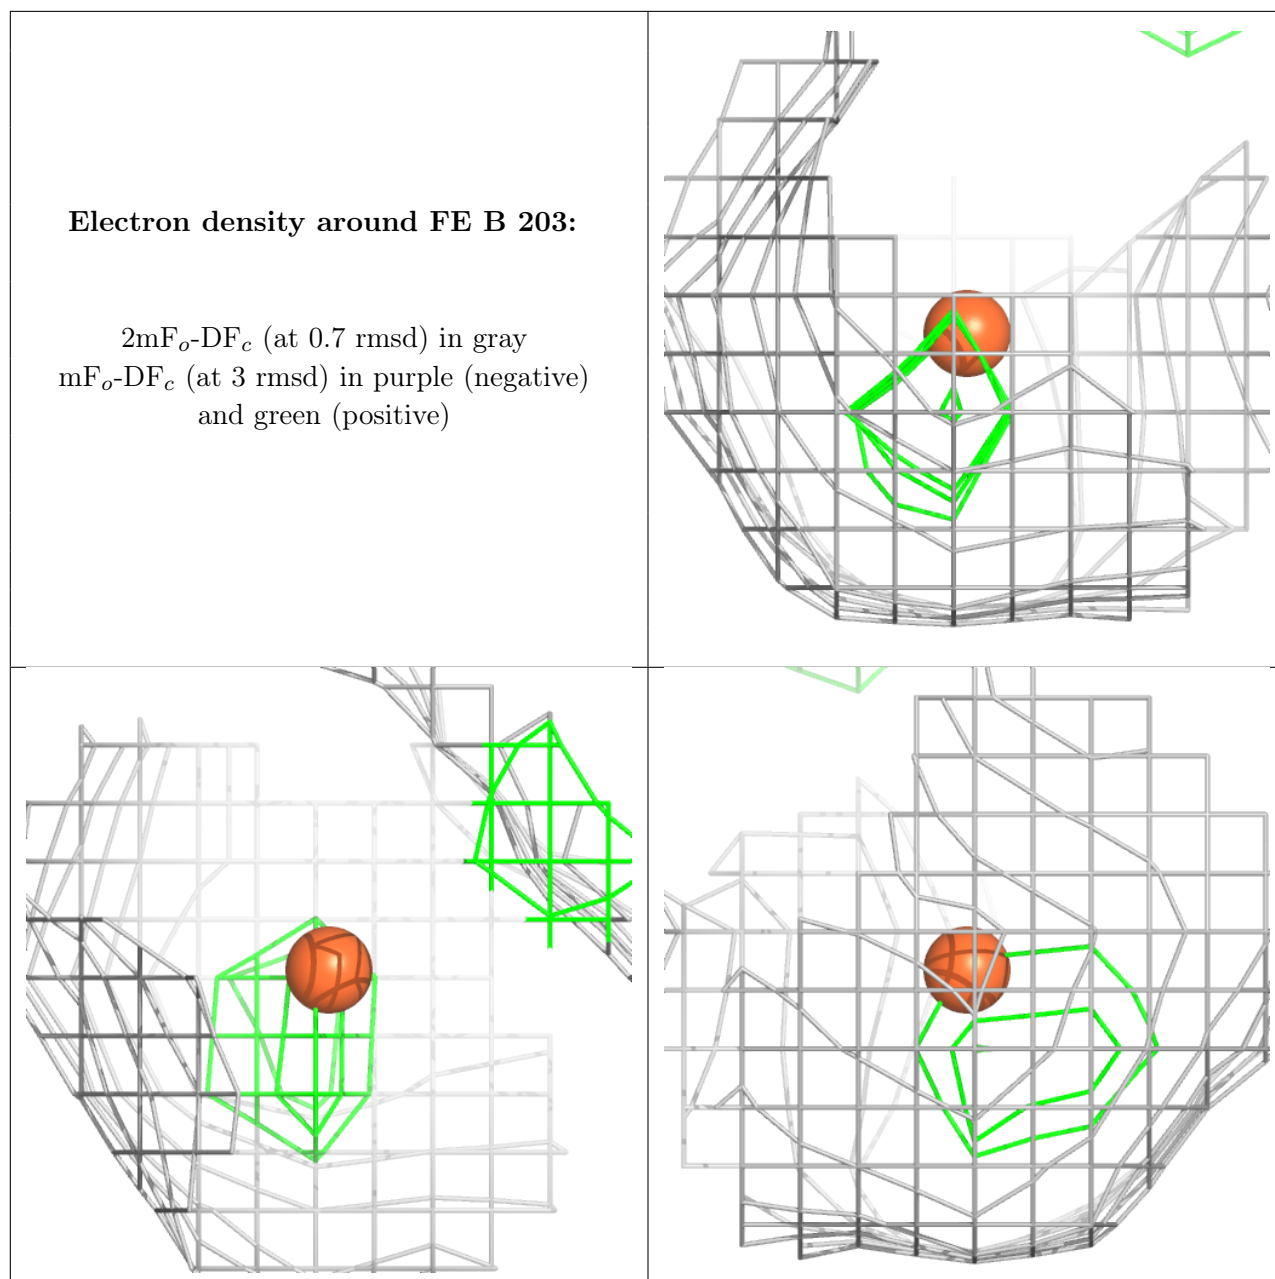 Electron density around FE B 203:
2mFo-DFc (at 0.7 rmsd) in gray
mFo-DFc (at 3 rmsd) in purple (negative)
and green (positive)